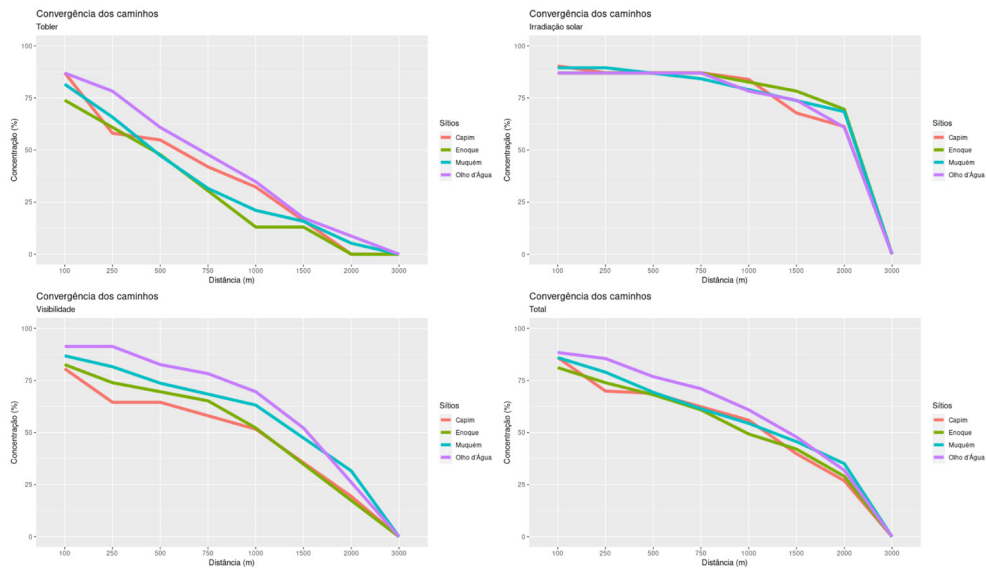 Convergência dos caminhos
Tobler
Concentração (%)
100
75
50
25
0
100 250 500 750 1000 1500 2000 3000
Distância (m)
Sítios
Capim
Enoque
Muquém
Olho d'Água
Convergência dos caminhos
Irradiação solar
Concentração (%)
100
75
50
25
0
100 250 500 750 1000 1500 2000 3000
Distância (m)
Sítios
Capim
Enoque
Muquém
Olho d'Água
Convergência dos caminhos
Visibilidade
Concentração (%)
100
75
50
25
0
100 250 500 750 1000 1500 2000 3000
Distância (m)
Sítios
Capim
Enoque
Muquém
Olho d'Água
Convergência dos caminhos
Total
Concentração (%)
100
75
50
25
0
100 250 500 750 1000 1500 2000 3000
Distância (m)
Sítios
Capim
Enoque
Muquém
Olho d'Água